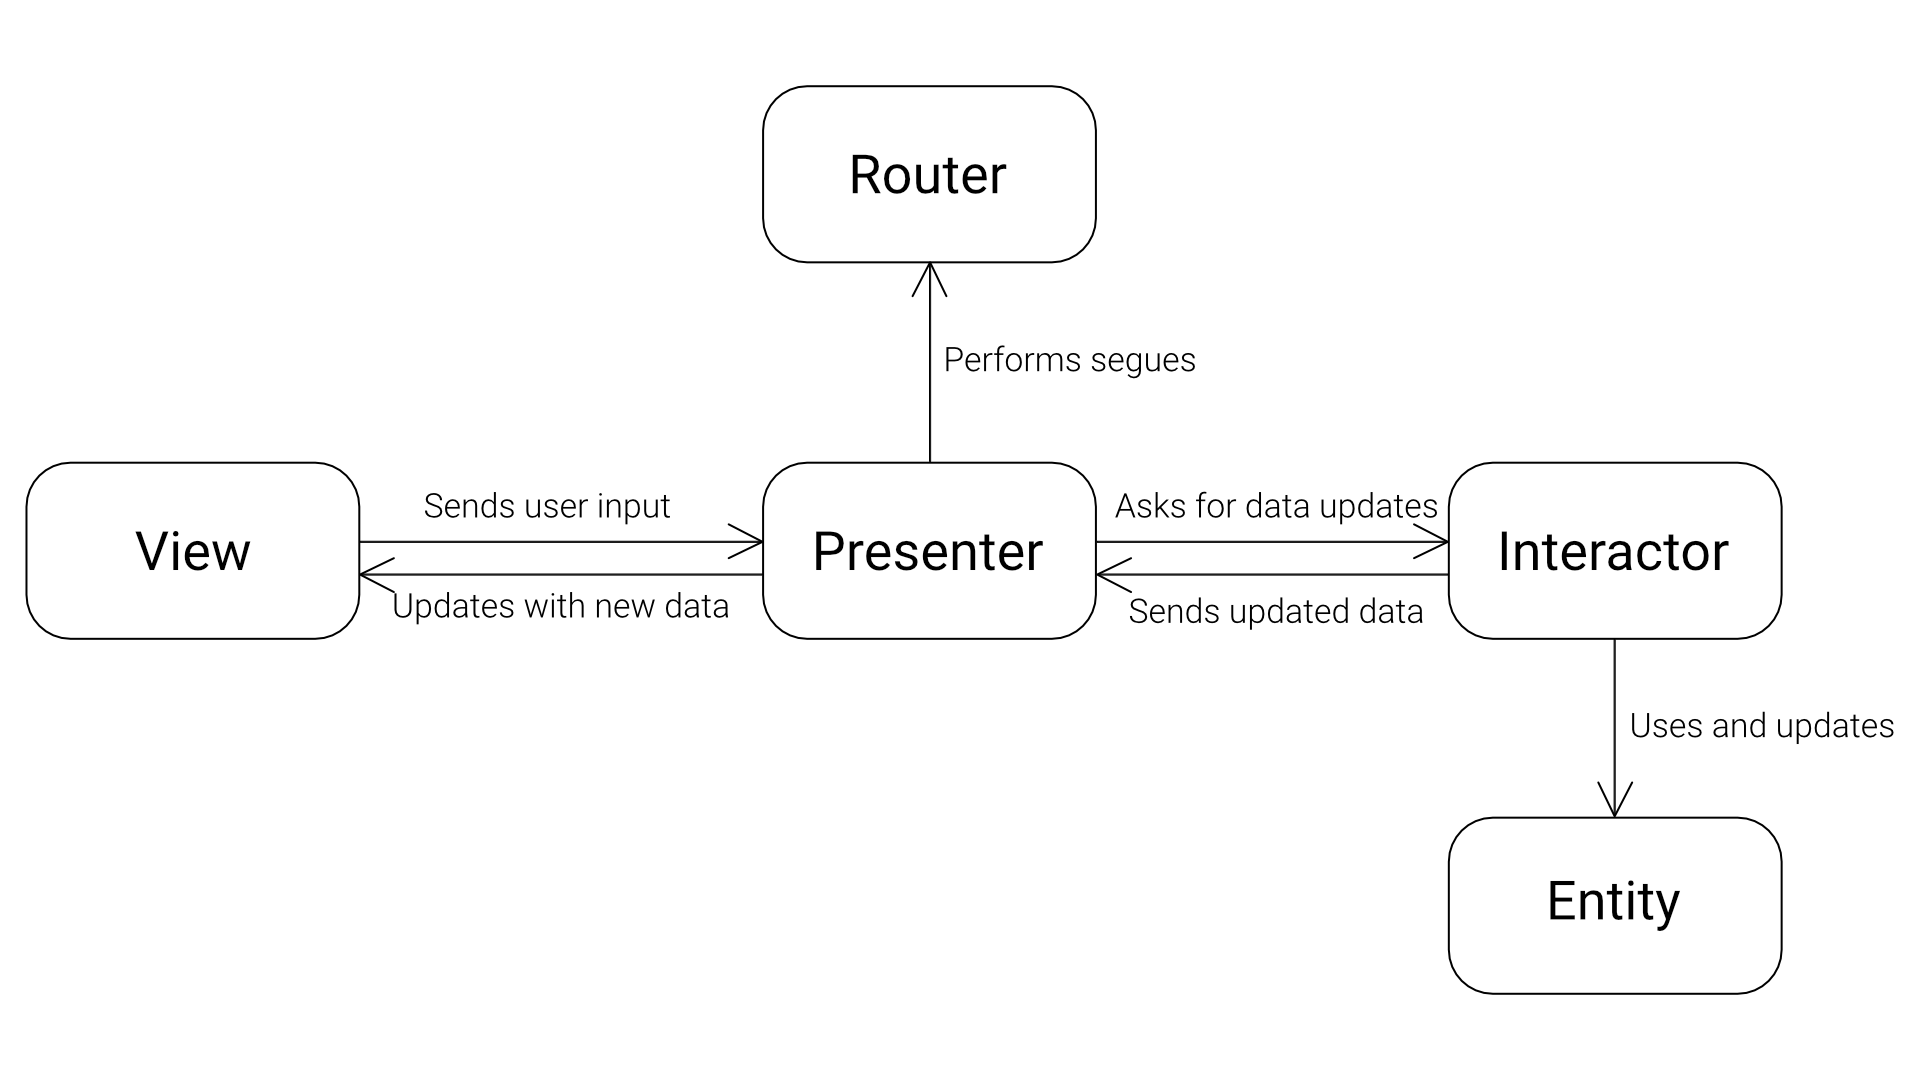 Router
Performs segues
Sends user input
Asks for data updates
View
Presenter
Interactor
Updates with new data
Sends updated data
Uses and updates
Entity